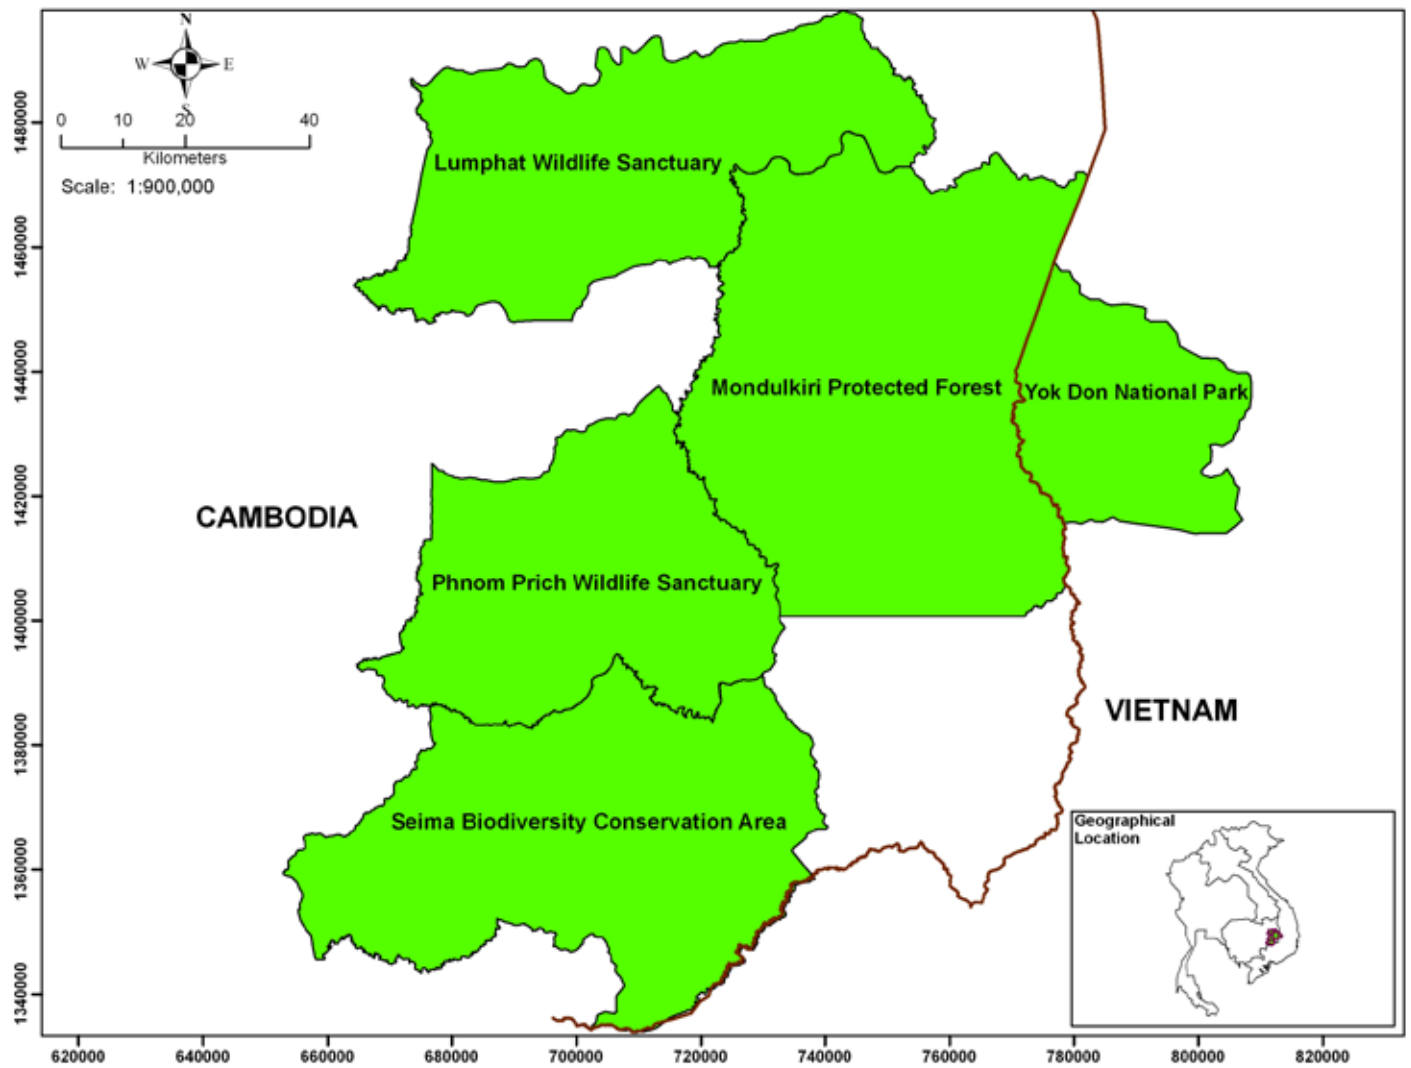 N
W E
S
0 10 20 40
Kilometers
Scale: 1:900,000
Lumphat Wildlife Sanctuary
Mondulkiri Protected Forest
Yok Don National Park
CAMBODIA
Phnom Prich Wildlife Sanctuary
VIETNAM
Seima Biodiversity Conservation Area
Geographical
Location
1480000
1460000
1440000
1420000
1400000
1380000
1360000
1340000
620000 640000 660000 680000 700000 720000 740000 760000 780000 800000 820000